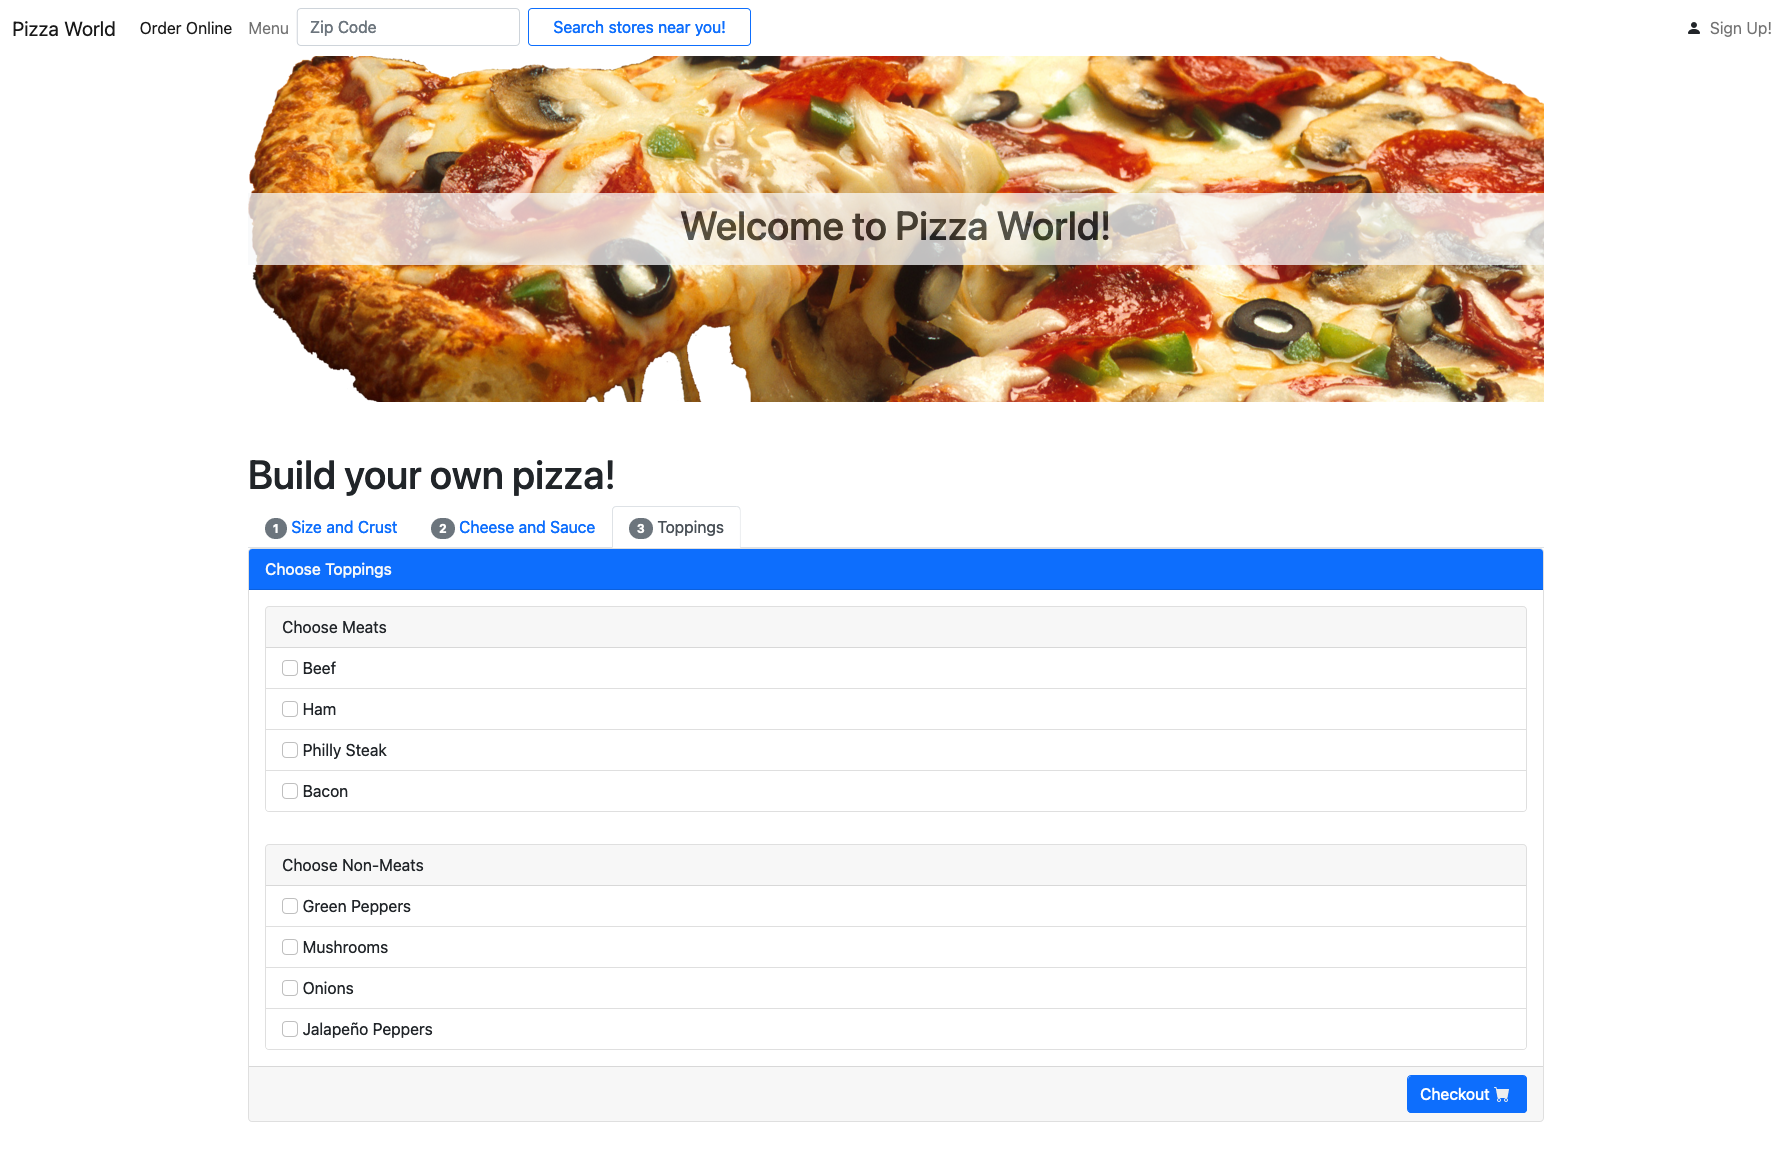 Pizza World Order Online Menu Zip Code Search stores near you! Sign Up!
Welcome to Pizza World!
Build your own pizza!
1 Size and Crust 2 Cheese and Sauce 3 Toppings
Choose Toppings
Choose Meats
Beef
Ham
Philly Steak
Bacon
Choose Non-Meats
Green Peppers
Mushrooms
Onions
Jalapeño Peppers
Checkout